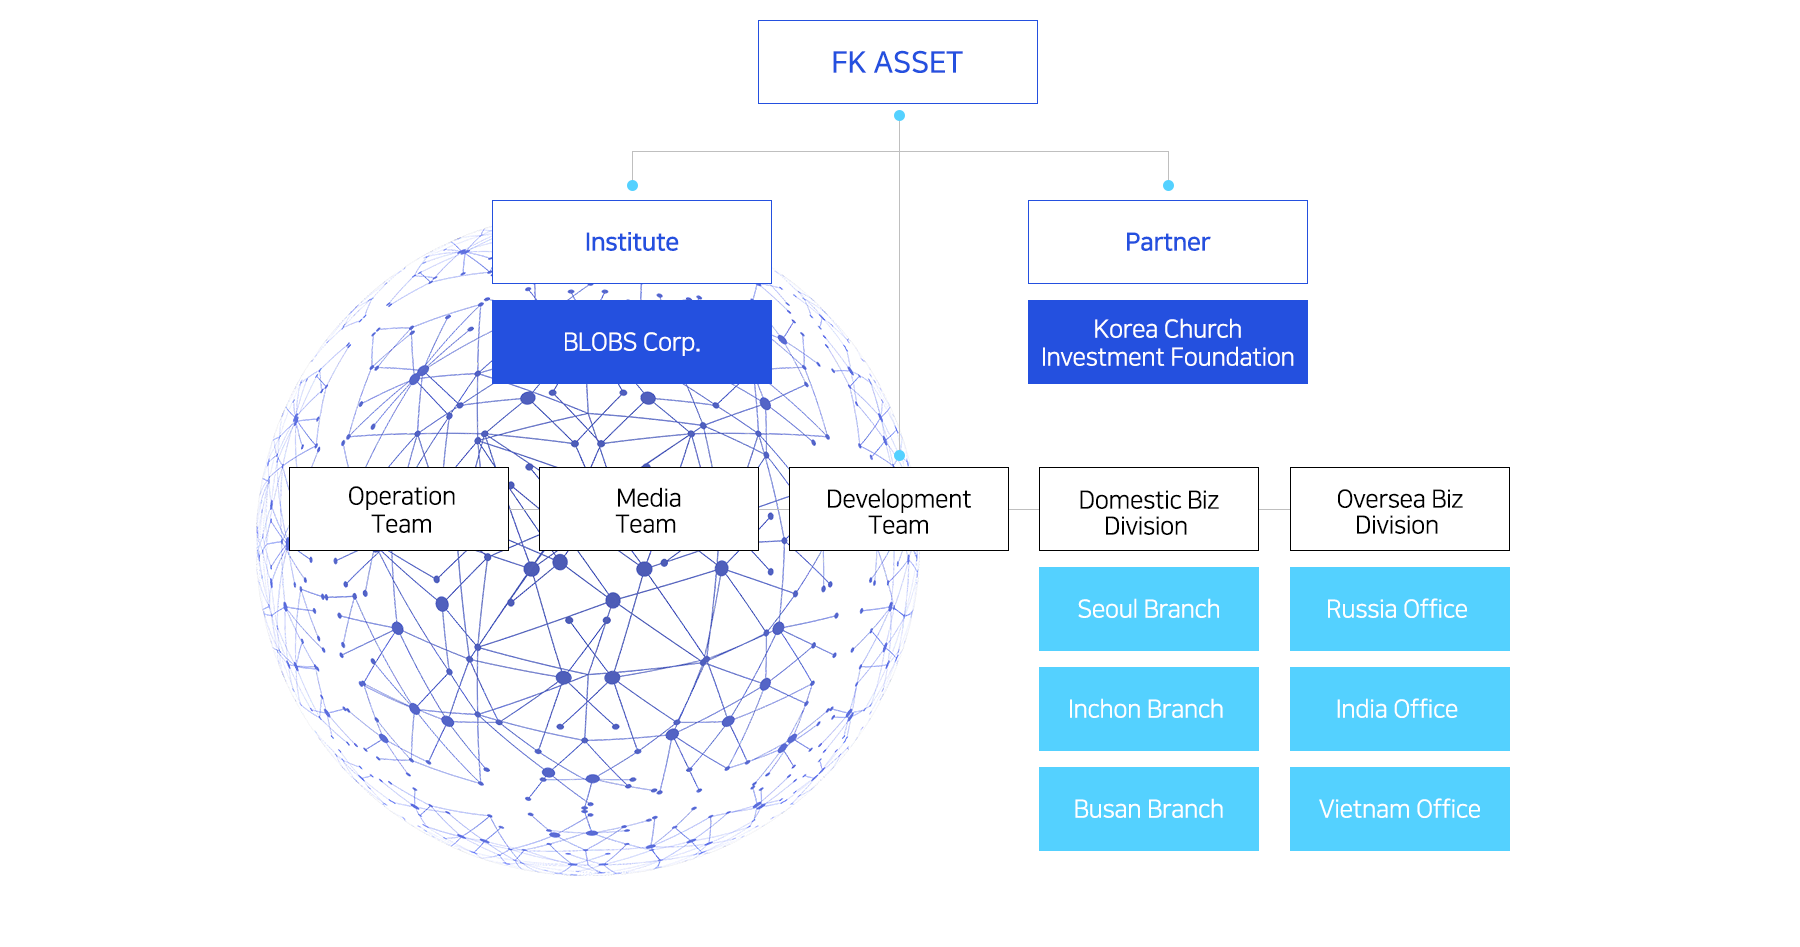 FK ASSET
Institute
Partner
BLOBS Corp.
Korea Church
Investment Foundation
Operation
Team
Media
Team
Development
Team
Domestic Biz
Division
Oversea Biz
Division
Seoul Branch
Russia Office
Inchon Branch
India Office
Busan Branch
Vietnam Office